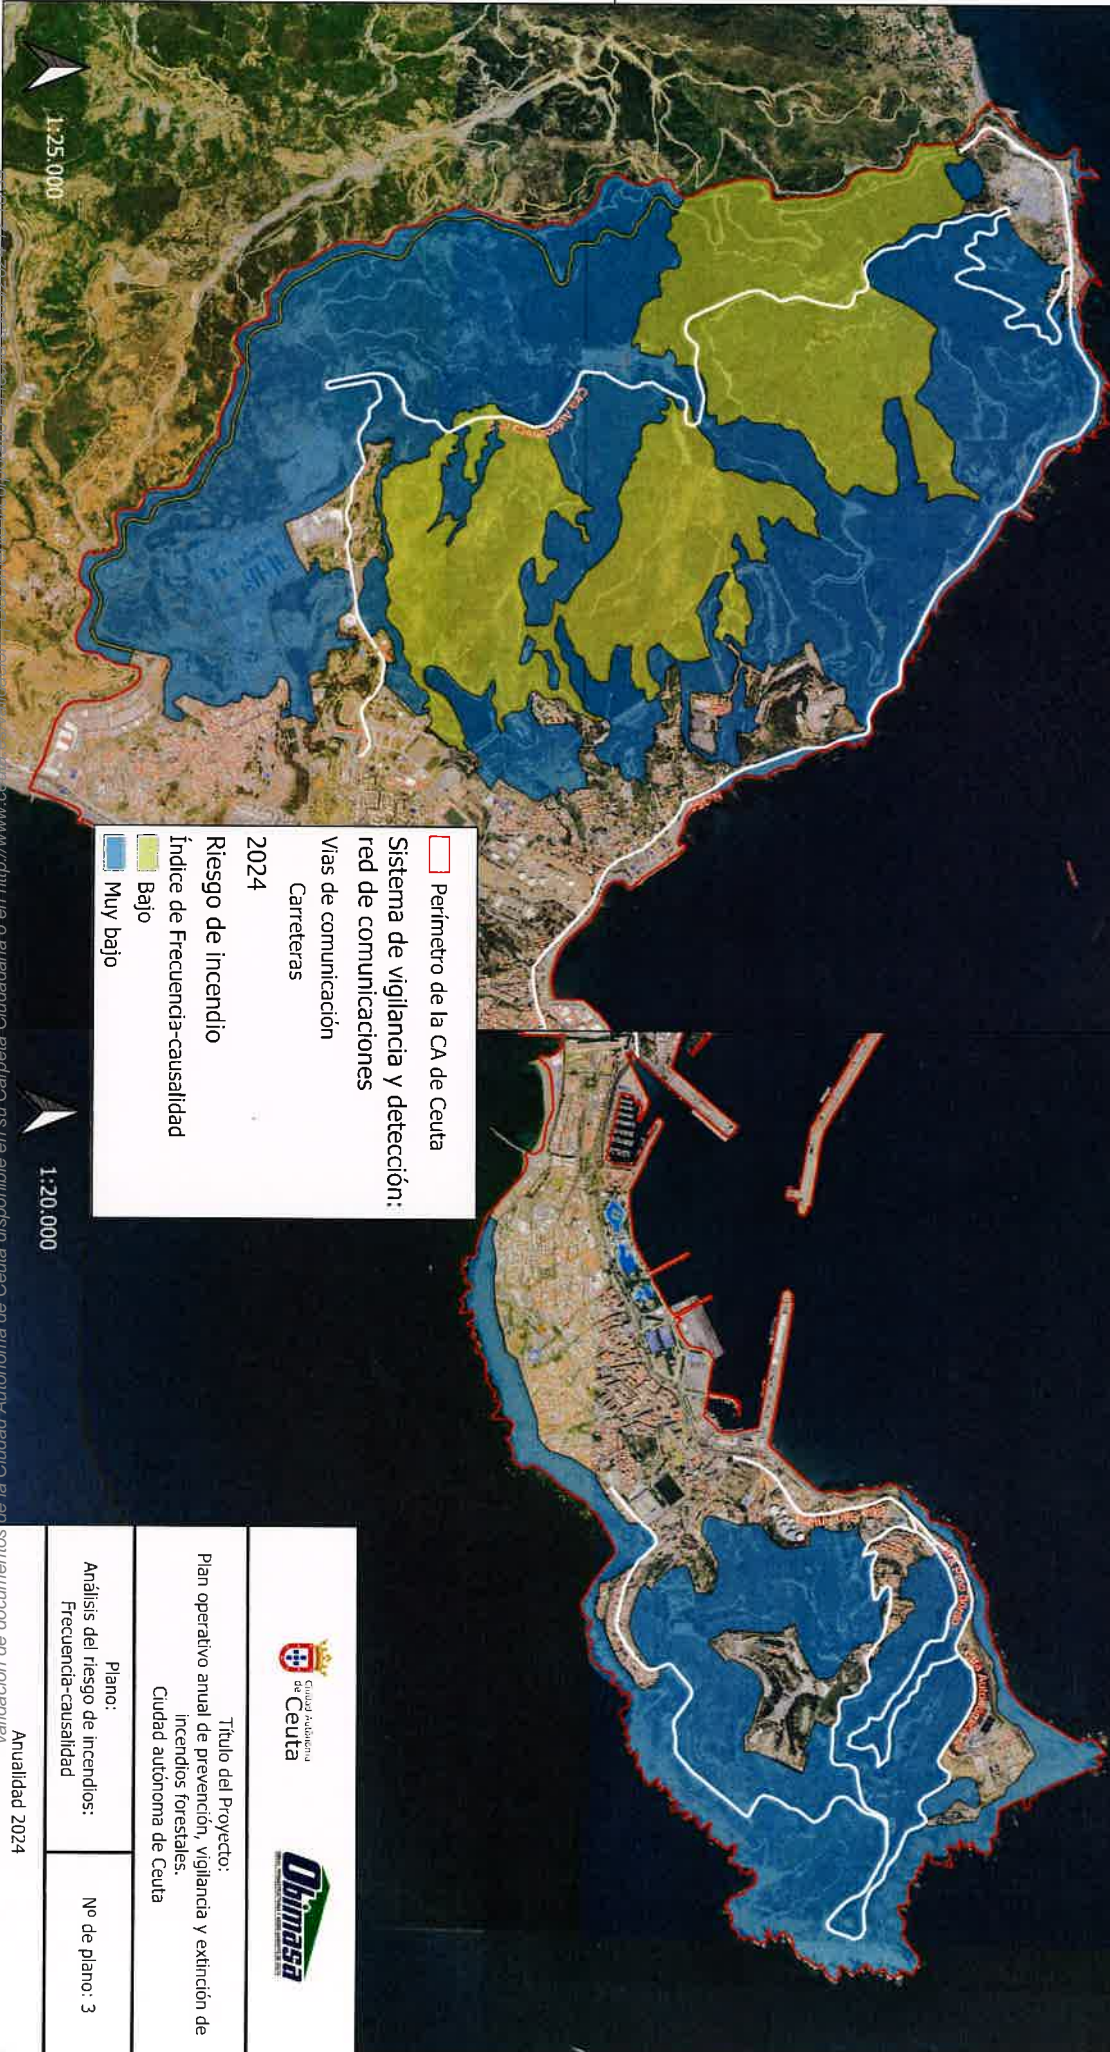 1:25.000
Perímetro de la CA de Ceuta
Sistema de vigilancia y detección:
red de comunicaciones
Vias de comunicación
Carreteras
2024
Riesgo de incendio
Índice de Frecuencia-causalidad
Bajo
Muy bajo
1:20.000
Ciudad Autónoma
de Ceuta
Obimasa
Título del Proyecto:
Plan operativo anual de prevención, vigilancia y extinción de
incendios forestales.
Ciudad autónoma de Ceuta
Plano:
Análisis del riesgo de incendios:
Frecuencia-causalidad
Nº de plano: 3
Anualidad 2024